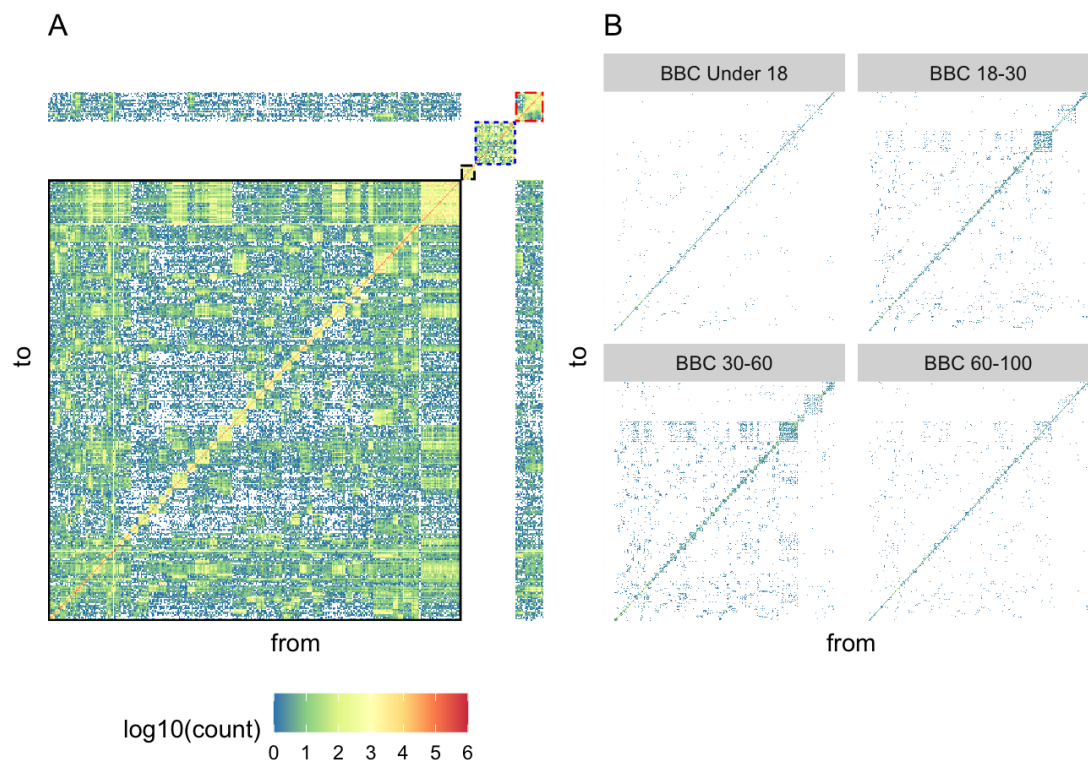 A
B
BBC Under 18
BBC 18-30
to
to
BBC 30-60
BBC 60-100
from
from
log10(count)
0 1 2 3 4 5 6